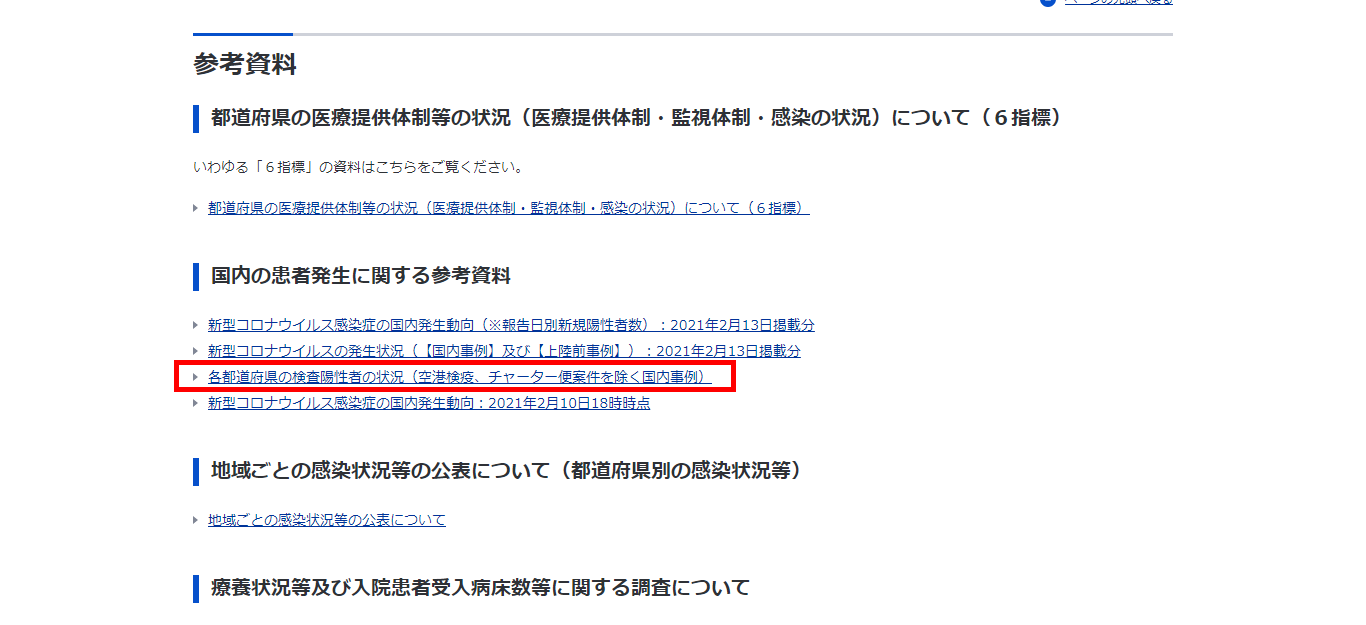 ページの先頭へ戻る
参考資料
都道府県の医療提供体制等の状況（医療提供体制・監視体制・感染の状況）について（６指標）
いわゆる「６指標」の資料はこちらをご覧ください。
都道府県の医療提供体制等の状況（医療提供体制・監視体制・感染の状況）について（６指標）
国内の患者発生に関する参考資料
新型コロナウイルス感染症の国内発生動向（※報告日別新規陽性者数）：2021年2月13日掲載分
新型コロナウイルスの発生状況（【国内事例】及び【上陸前事例】）：2021年2月13日掲載分
各都道府県の検査陽性者の状況（空港検疫、チャーター便案件を除く国内事例）
新型コロナウイルス感染症の国内発生動向：2021年2月10日18時時点
地域ごとの感染状況等の公表について（都道府県別の感染状況等）
地域ごとの感染状況等の公表について
療養状況等及び入院患者受入病床数等に関する調査について